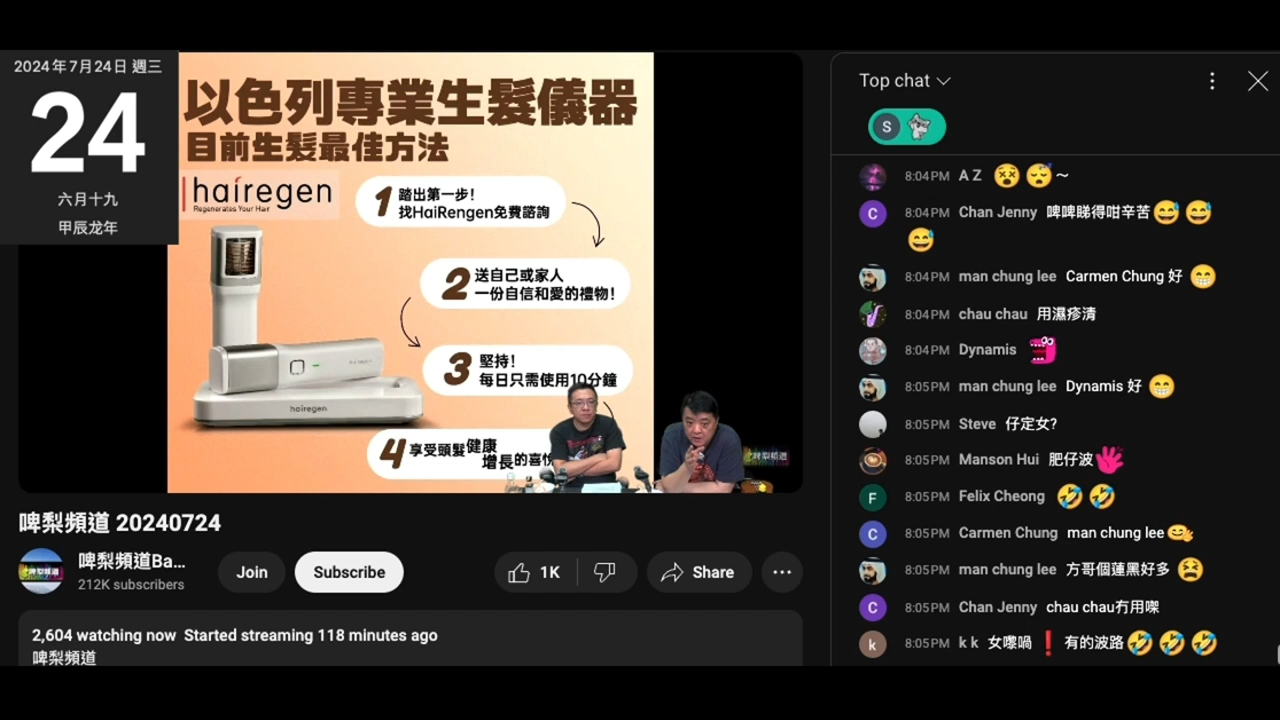 2024年7月24日 週三
24
六月十九
甲辰龙年
以色列專業生髮儀器
目前生髮最佳方法
hairegen
Regenerates Your Hair
1 踏出第一步!
找HaiRengen免費諮詢
2 送自己或家人
一份自信和愛的禮物!
3 堅持!
每日只需使用10分鐘
4 享受頭髮健康
增長的喜悅
hairegen
啤梨頻道
啤梨頻道 20240724
啤梨頻道Ba...
212K subscribers
Join
Subscribe
1K
Share
2,604 watching now Started streaming 118 minutes ago
啤梨頻道
Top chat
S
8:04PM A Z 😵😴~
8:04PM Chan Jenny 啤啤睇得咁辛苦😅😅
😅
8:04PM man chung lee Carmen Chung 好 😁
8:04PM chau chau 用濕疹清
8:04PM Dynamis
8:05PM man chung lee Dynamis 好 😁
8:05PM Steve 仔定女?
8:05PM Manson Hui 肥仔波
8:05PM Felix Cheong 🤣🤣
8:05PM Carmen Chung man chung lee
8:05PM man chung lee 方哥個蓮黑好多 😫
8:05PM Chan Jenny chau chau冇用㗎
8:05PM k k 女嚟喎❗有的波路🤣🤣🤣
C
C
F
C
C
k